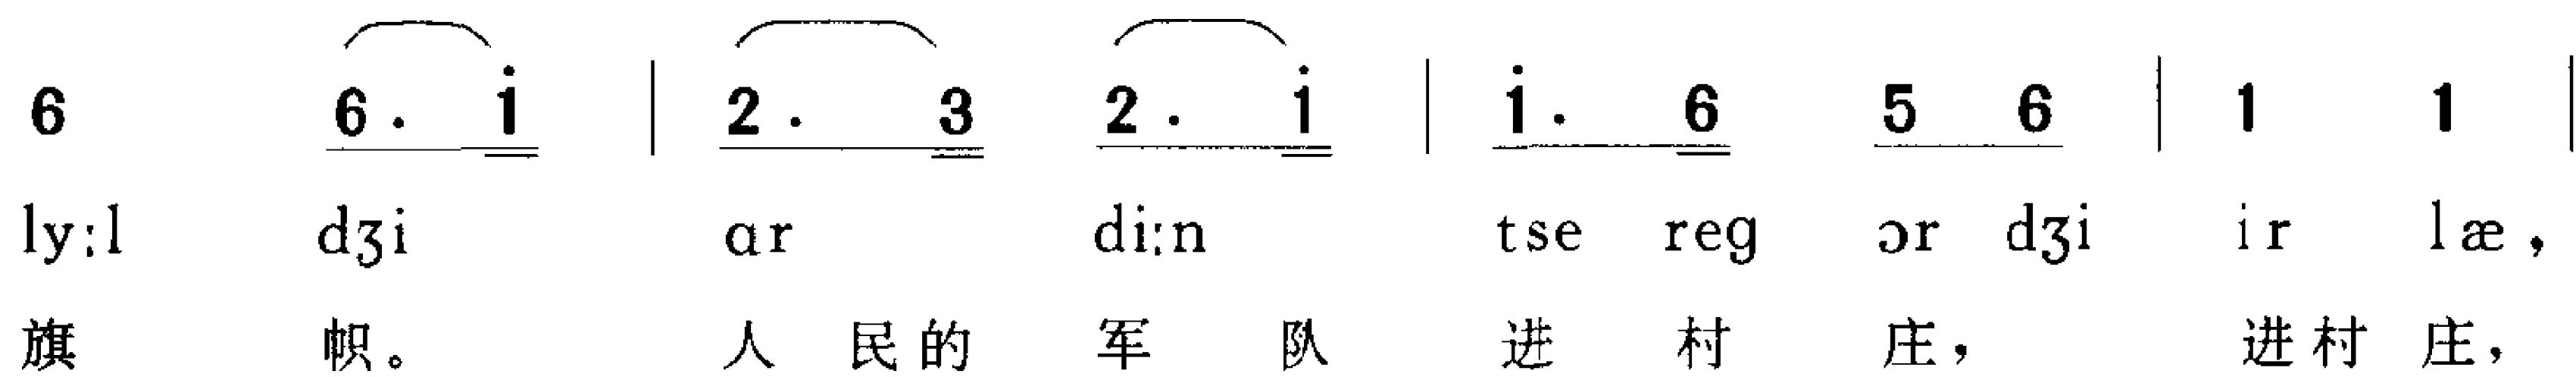 6 6. i̇ | 2. 3 2. i̇ | i̇. 6 5 6 | 1 1 |
ly:l dʒi ɑr di:n tse reg ɔr dʒi ir læ,
旗 帜。 人 民 的 军 队 进 村 庄, 进 村 庄,